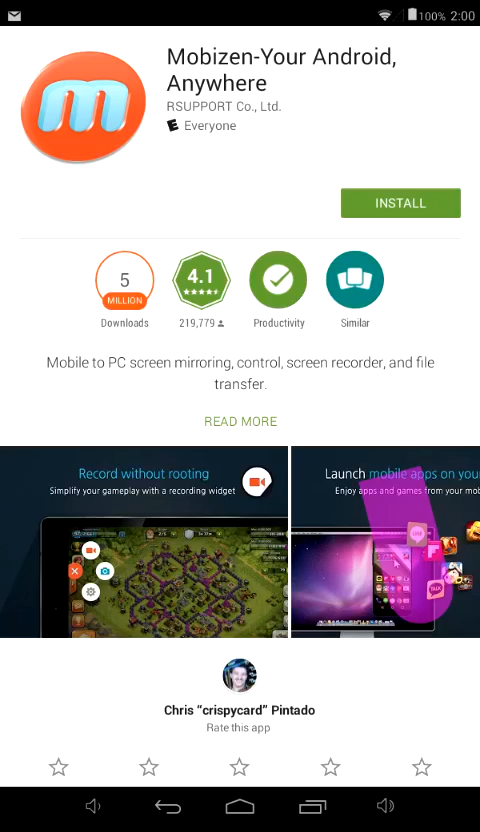 100% 2:00
Mobizen-Your Android,
Anywhere
RSUPPORT Co., Ltd.
E Everyone
INSTALL
5
MILLION
4.1
Downloads
219,779
Productivity
Similar
Mobile to PC screen mirroring, control, screen recorder, and file
transfer.
READ MORE
Record without rooting
Simplify your gameplay with a recording widget
Launch mobile apps on your
Enjoy apps and games from your mob
LINE
TALK
Chris “crispycard” Pintado
Rate this app